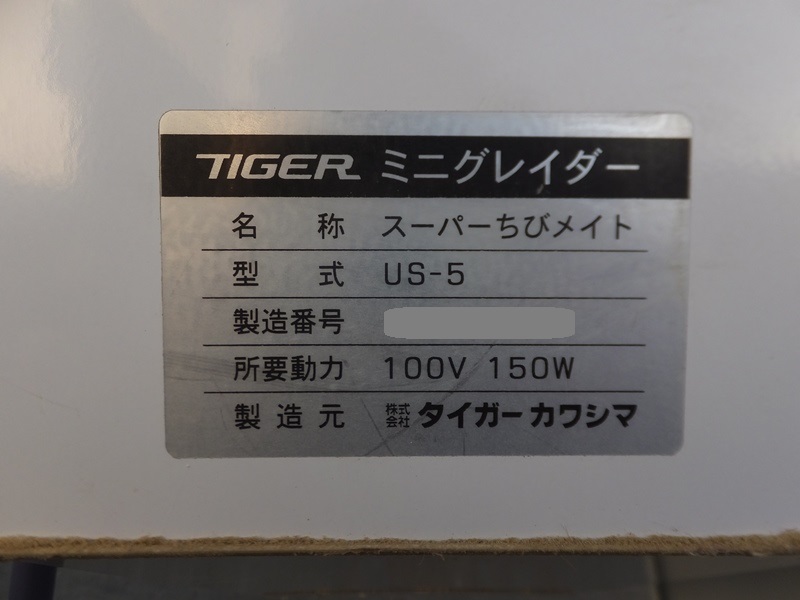 TIGER ミニグレイダー
名称 スーパーちびメイト
型式 US-5
製造番号
所要動力 100V 150W
製造元 株式会社 タイガーカワシマ